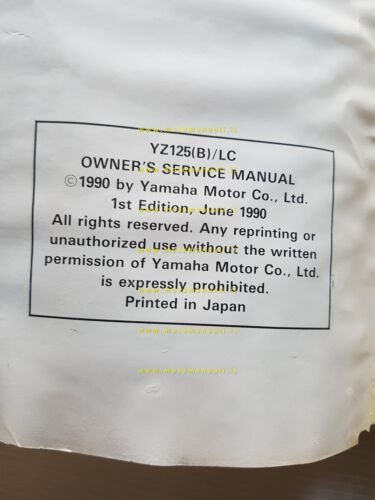 YZ125(B)/LC
OWNER'S SERVICE MANUAL
©1990 by Yamaha Motor Co., Ltd.
1st Edition, June 1990
All rights reserved. Any reprinting or
unauthorized use without the written
permission of Yamaha Motor Co., Ltd.
is expressly prohibited.
Printed in Japan